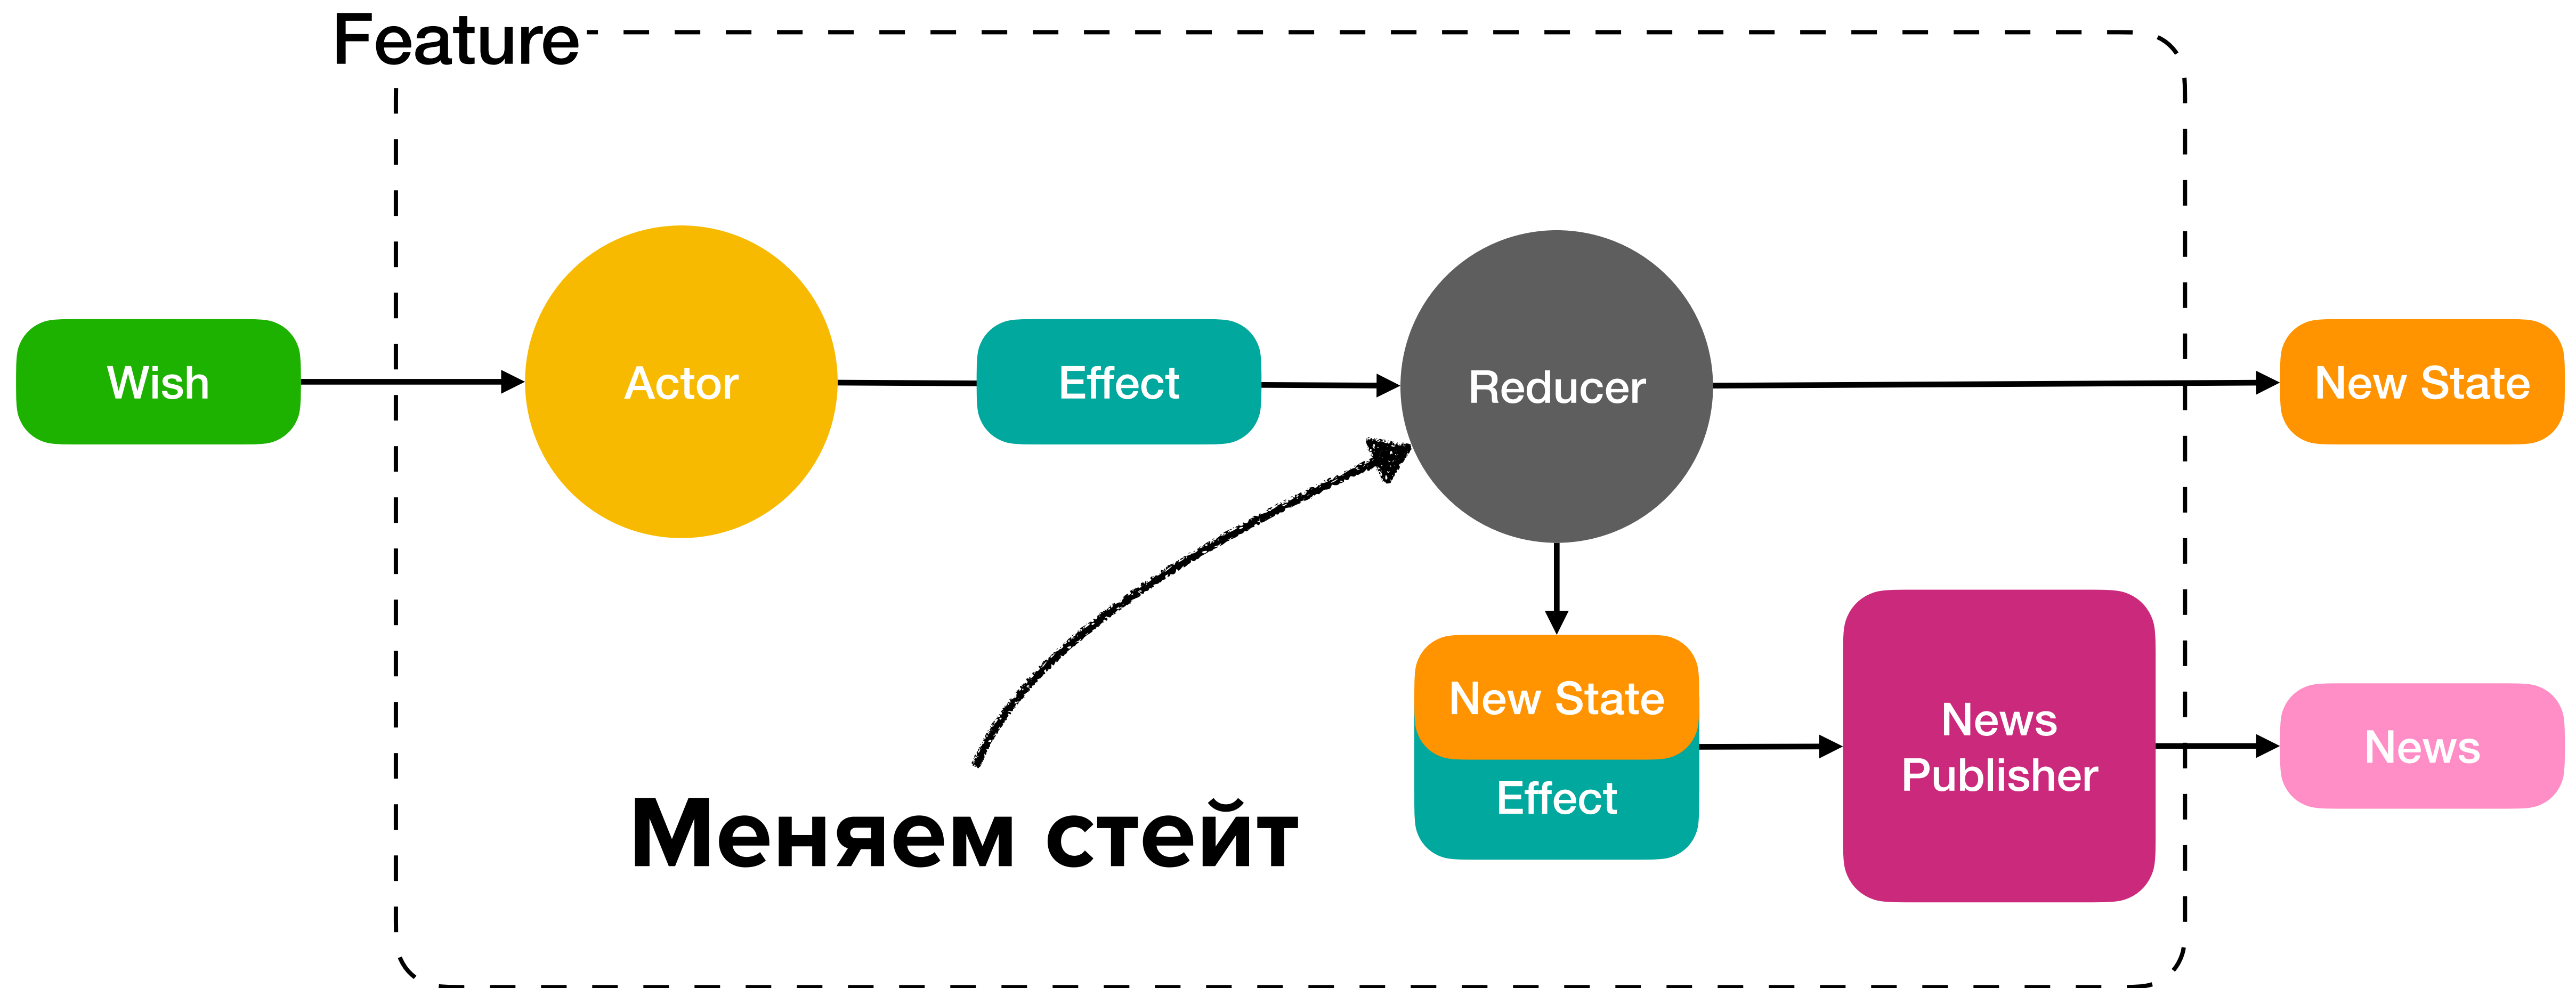 Feature
Wish
Actor
Effect
Reducer
New State
New State
Effect
News
Publisher
News
Меняем стейт